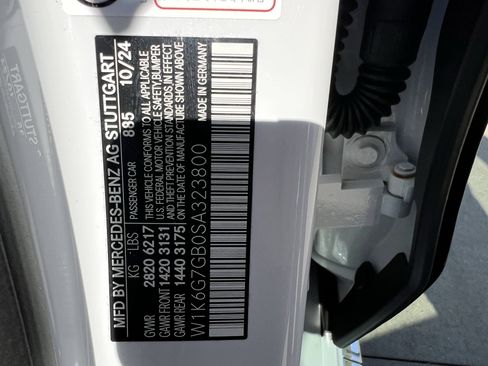 MFD BY MERCEDES-BENZ AG STUTTGART
PASSENGER CAR 885 10/24
KG LBS
GVWR 2820 6217
GAWR FRONT 1420 3131
GAWR REAR 1440 3175
THIS VEHICLE CONFORMS TO ALL APPLICABLE
U.S. FEDERAL MOTOR VEHICLE SAFETY, BUMPER
AND THEFT PREVENTION STANDARDS IN EFFECT
ON THE DATE OF MANUFACTURE SHOWN ABOVE
W1K6G7GB0SA323800
MADE IN GERMANY